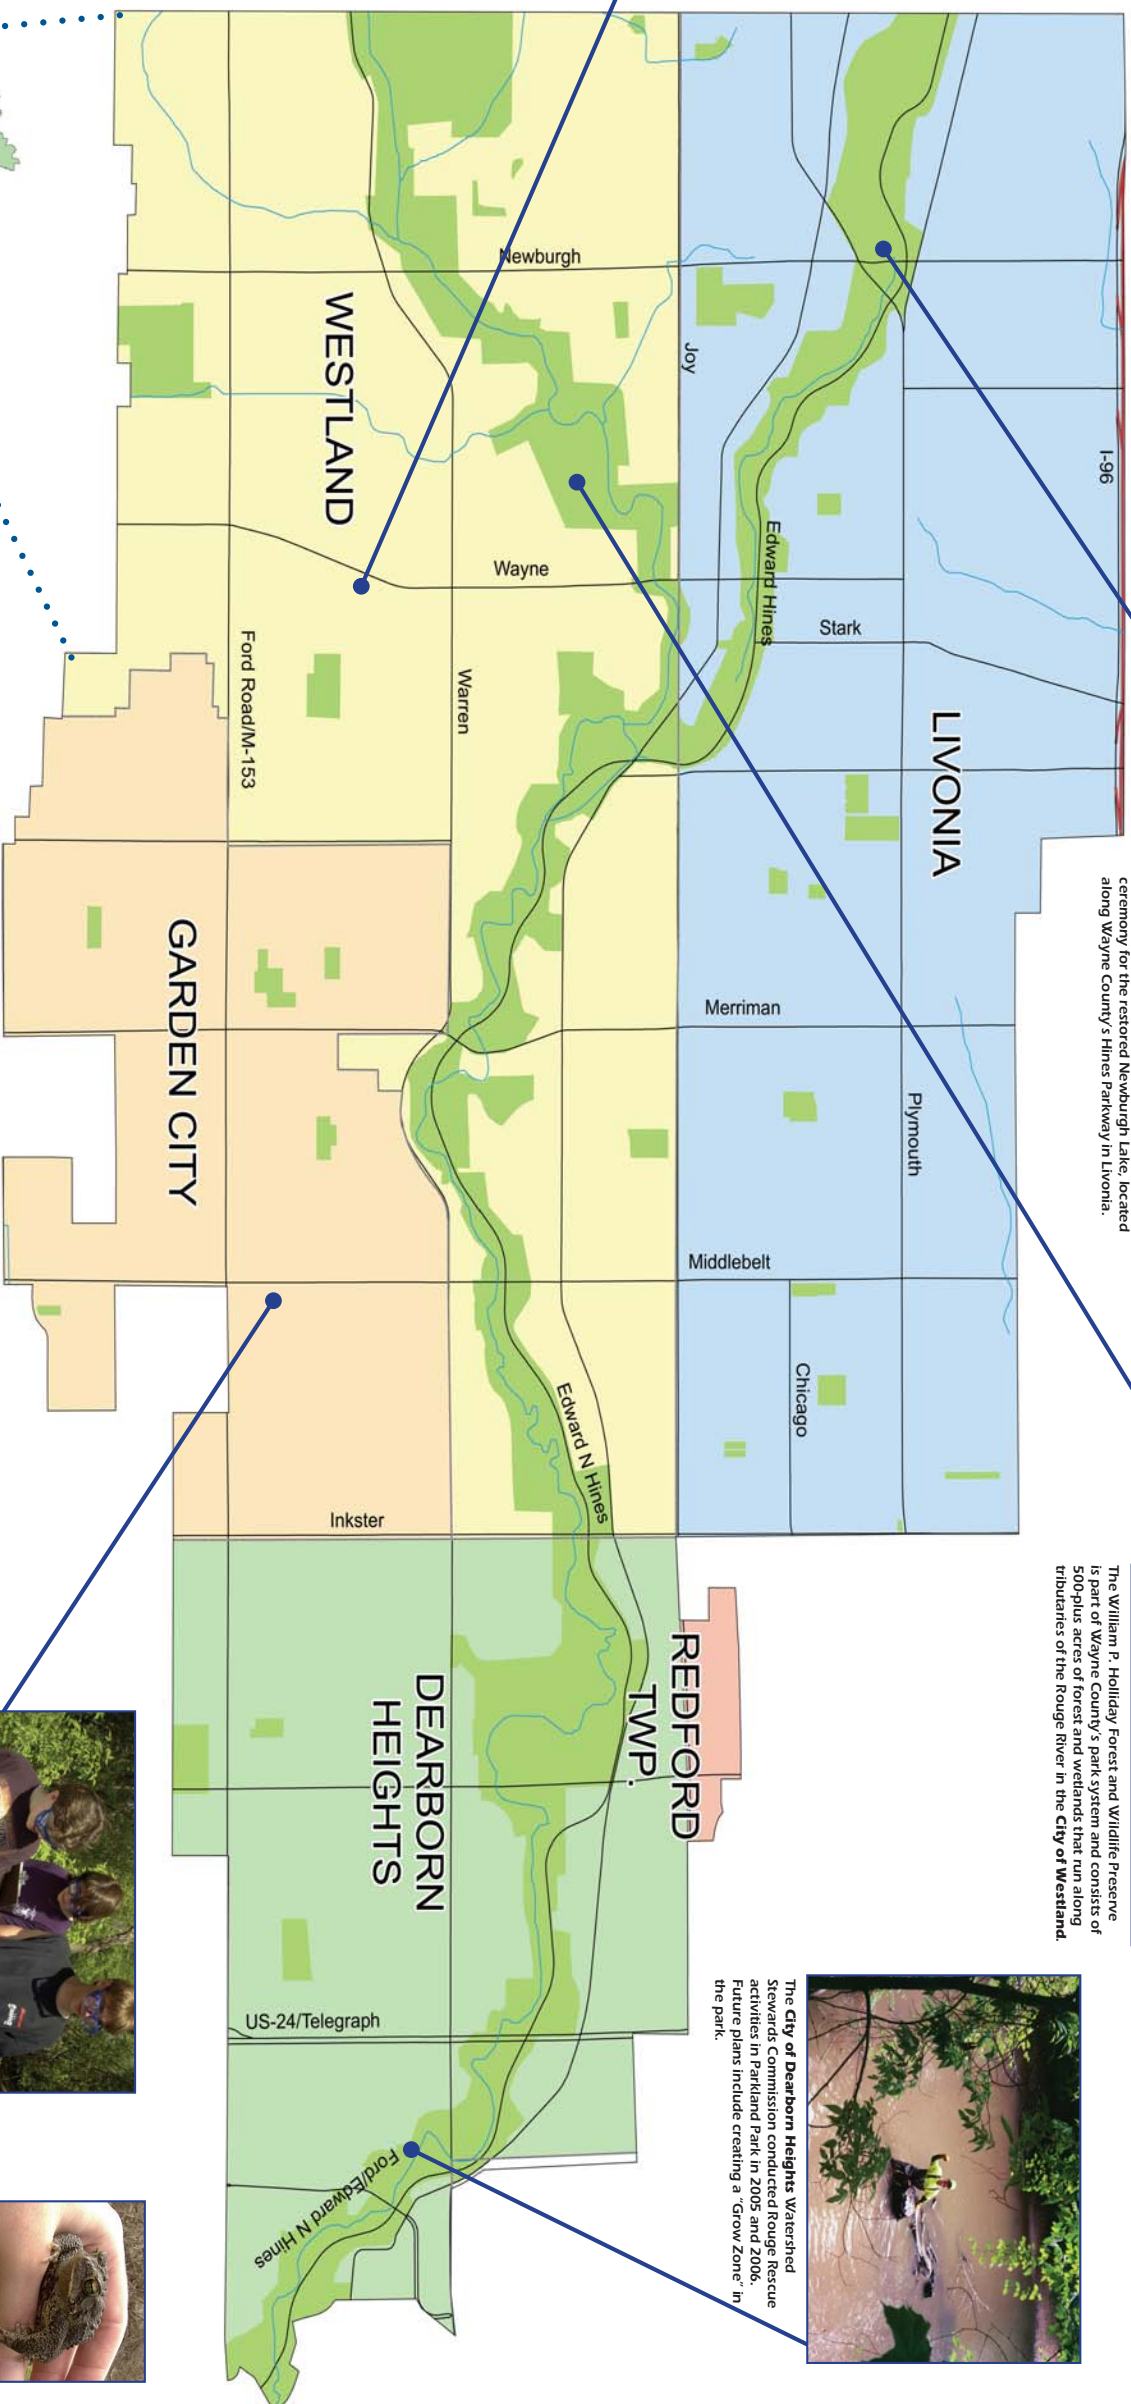 ceremony for the restored Newburgh Lake, located
along Wayne County's Hines Parkway in Livonia.
I-96
LIVONIA
Plymouth
Stark
Edward Hines
Chicago
Merriman
Middlebelt
Joy
Newburgh
Wayne
WESTLAND
Warren
Ford Road/M-153
GARDEN CITY
Edward N Hines
Inkster
REDFORD
TWP.
DEARBORN
HEIGHTS
US-24/Telegraph
Ford/Edward N Hines
The William P. Holliday Forest and Wildlife Preserve
is part of Wayne County's park system and consists of
500-plus acres of forest and wetlands that run along
tributaries of the Rouge River in the City of Westland.
The City of Dearborn Heights Watershed
Stewards Commission conducted Rouge Rescue
activities in Parkland Park in 2005 and 2006.
Future plans include creating a "Grow Zone" in
the park.